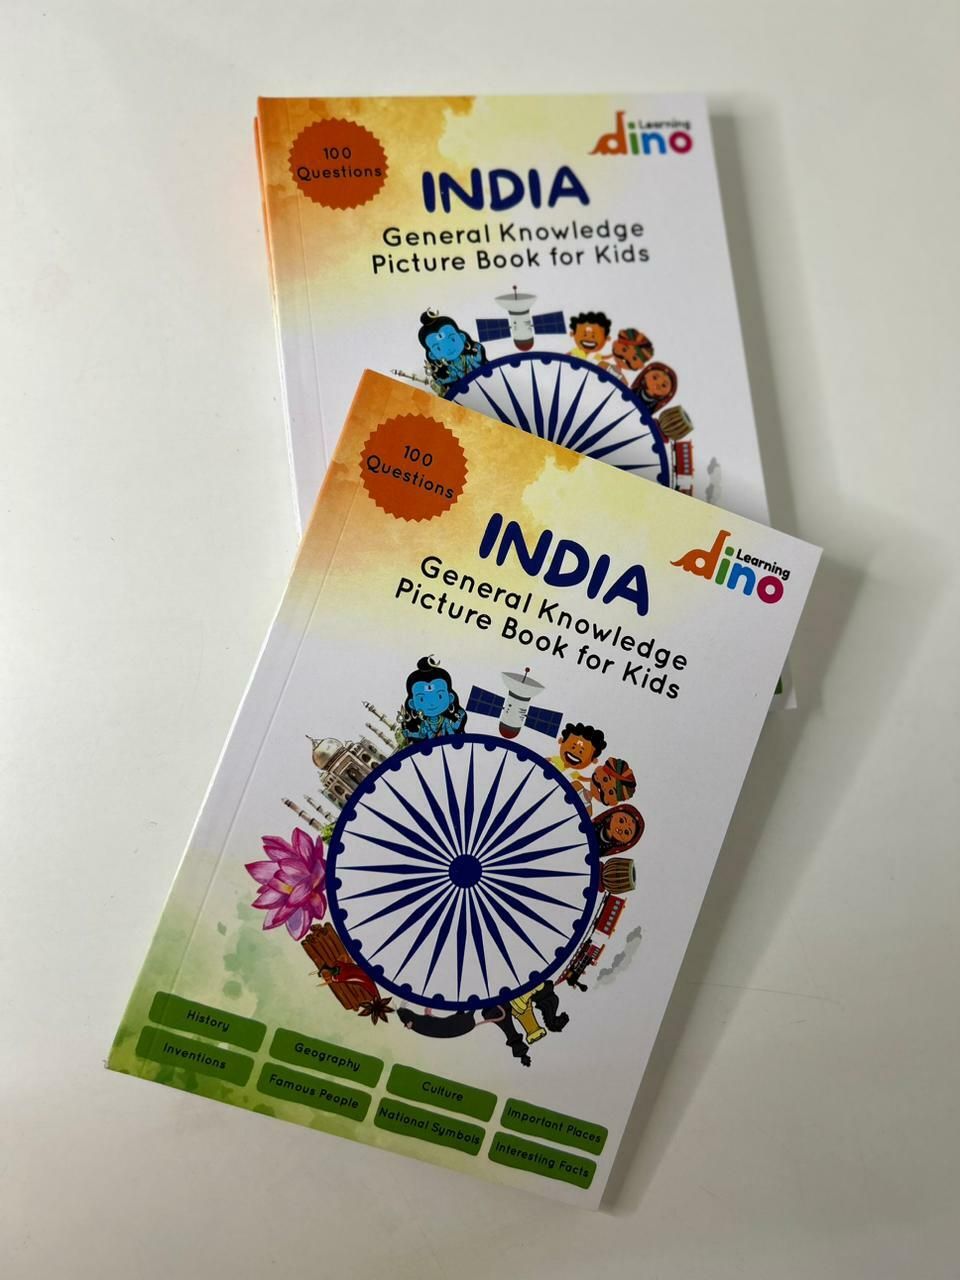 100
Questions
Learning
dino
INDIA
General Knowledge
Picture Book for Kids
100
Questions
Learning
dino
INDIA
General Knowledge
Picture Book for Kids
History
Geography
Culture
Important Places
Inventions
Famous People
National Symbols
Interesting Facts